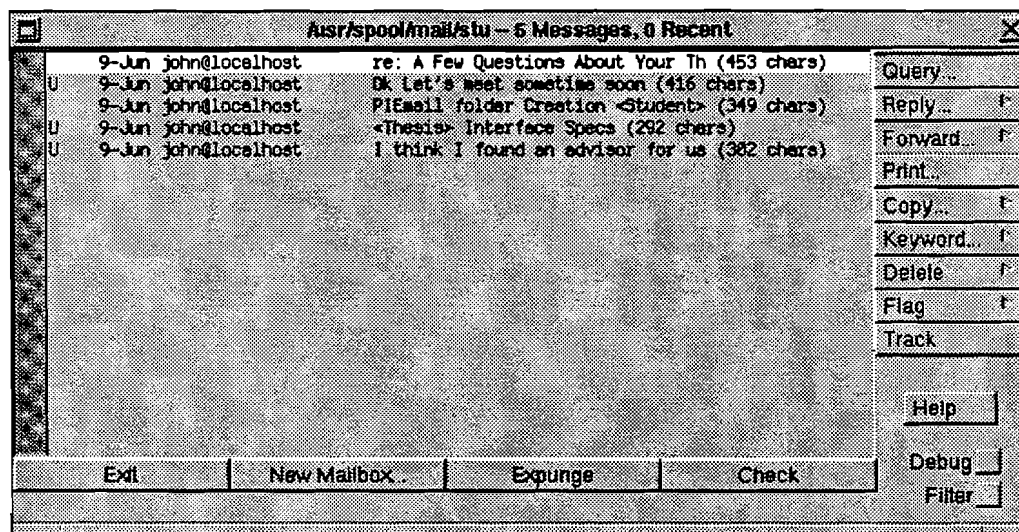 /usr/spool/mail/stu — 5 Messages, 0 Recent
9-Jun john@localhost re: A Few Questions About Your Th (453 chars)
U 9-Jun john@localhost Ok Let's meet sometime soon (416 chars)
9-Jun john@localhost PIEmail folder Creation <Student> (349 chars)
U 9-Jun john@localhost <Thesis> Interface Specs (292 chars)
U 9-Jun john@localhost I think I found an advisor for us (302 chars)
Query...
Reply...
Forward...
Print...
Copy...
Keyword...
Delete
Flag
Track
Help
Debug
Filter
Exit New Mailbox... Expunge Check